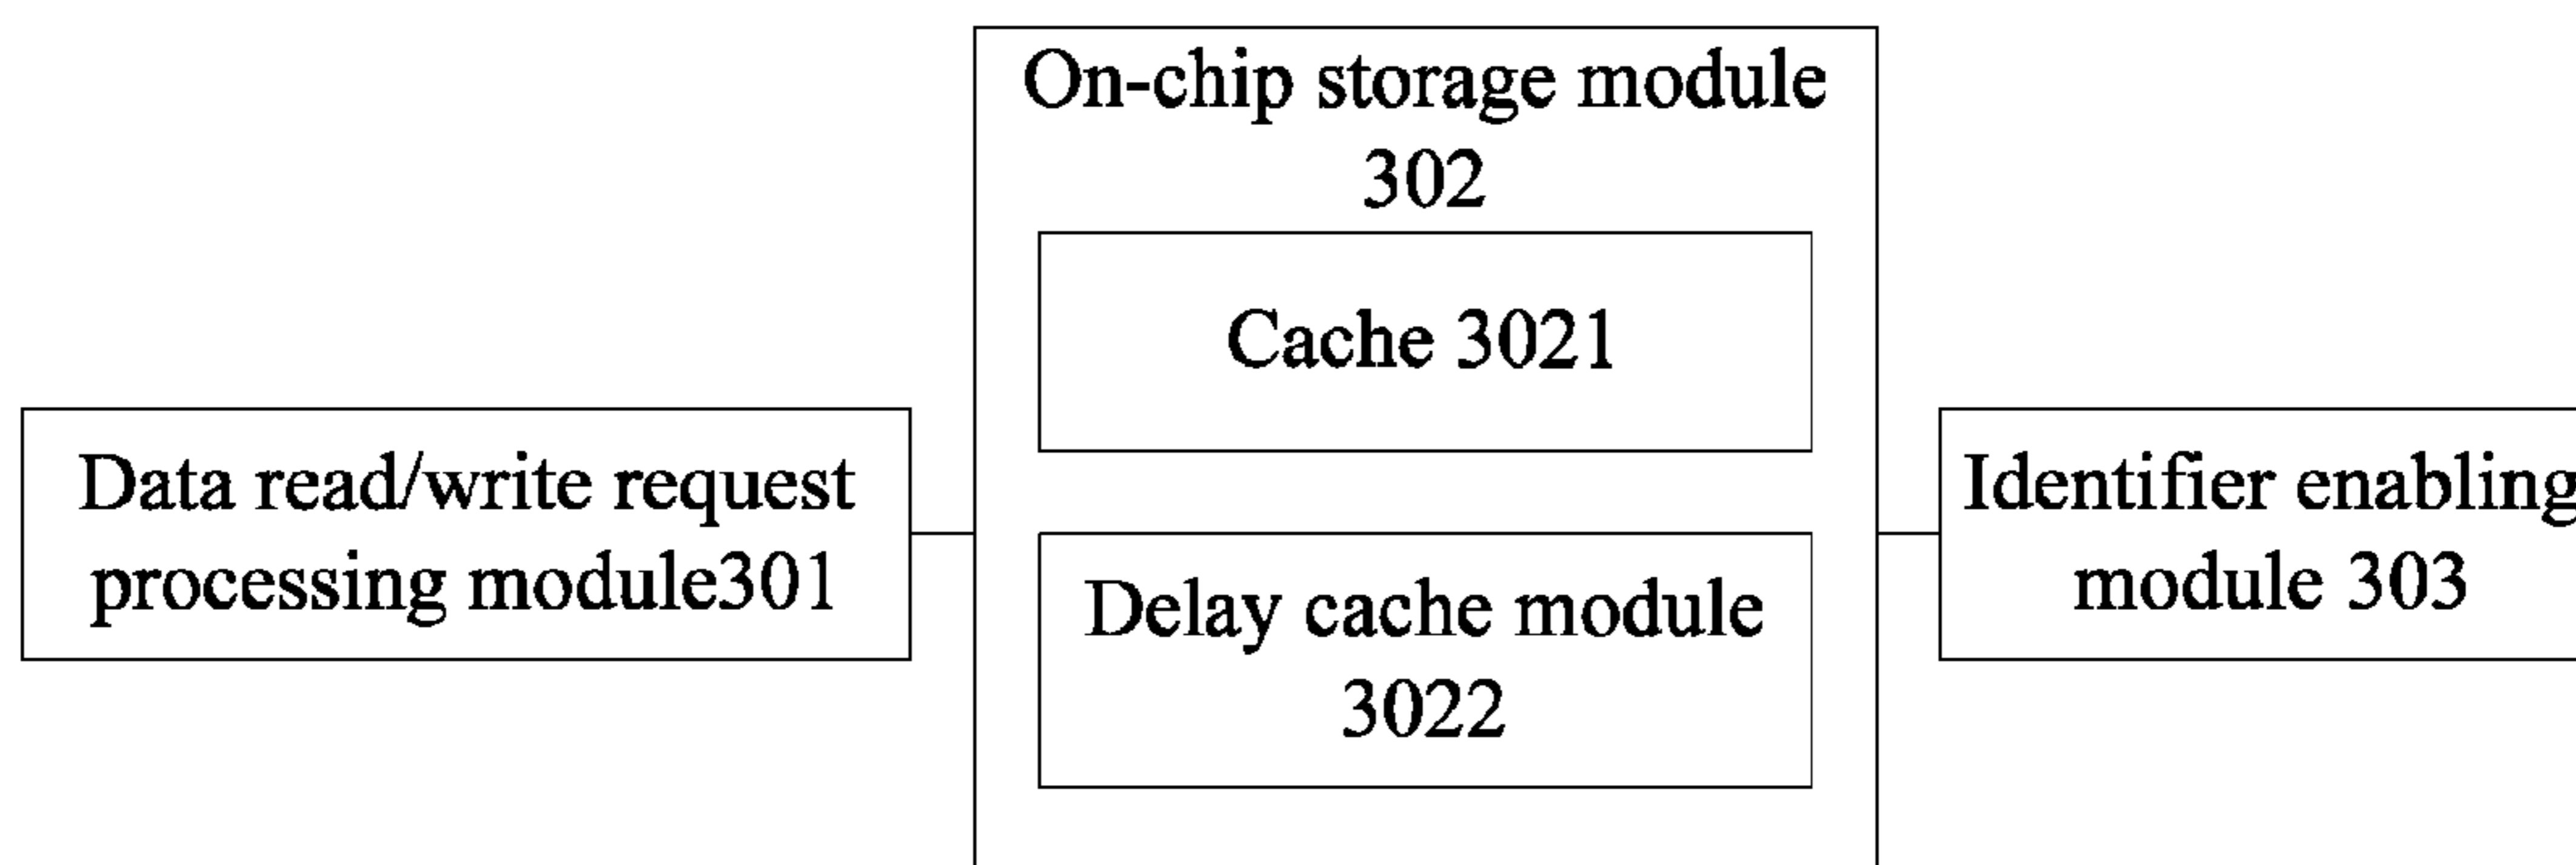 On-chip storage module
302
Cache 3021
Data read/write request
processing module301
Delay cache module
3022
Identifier enabling
module 303